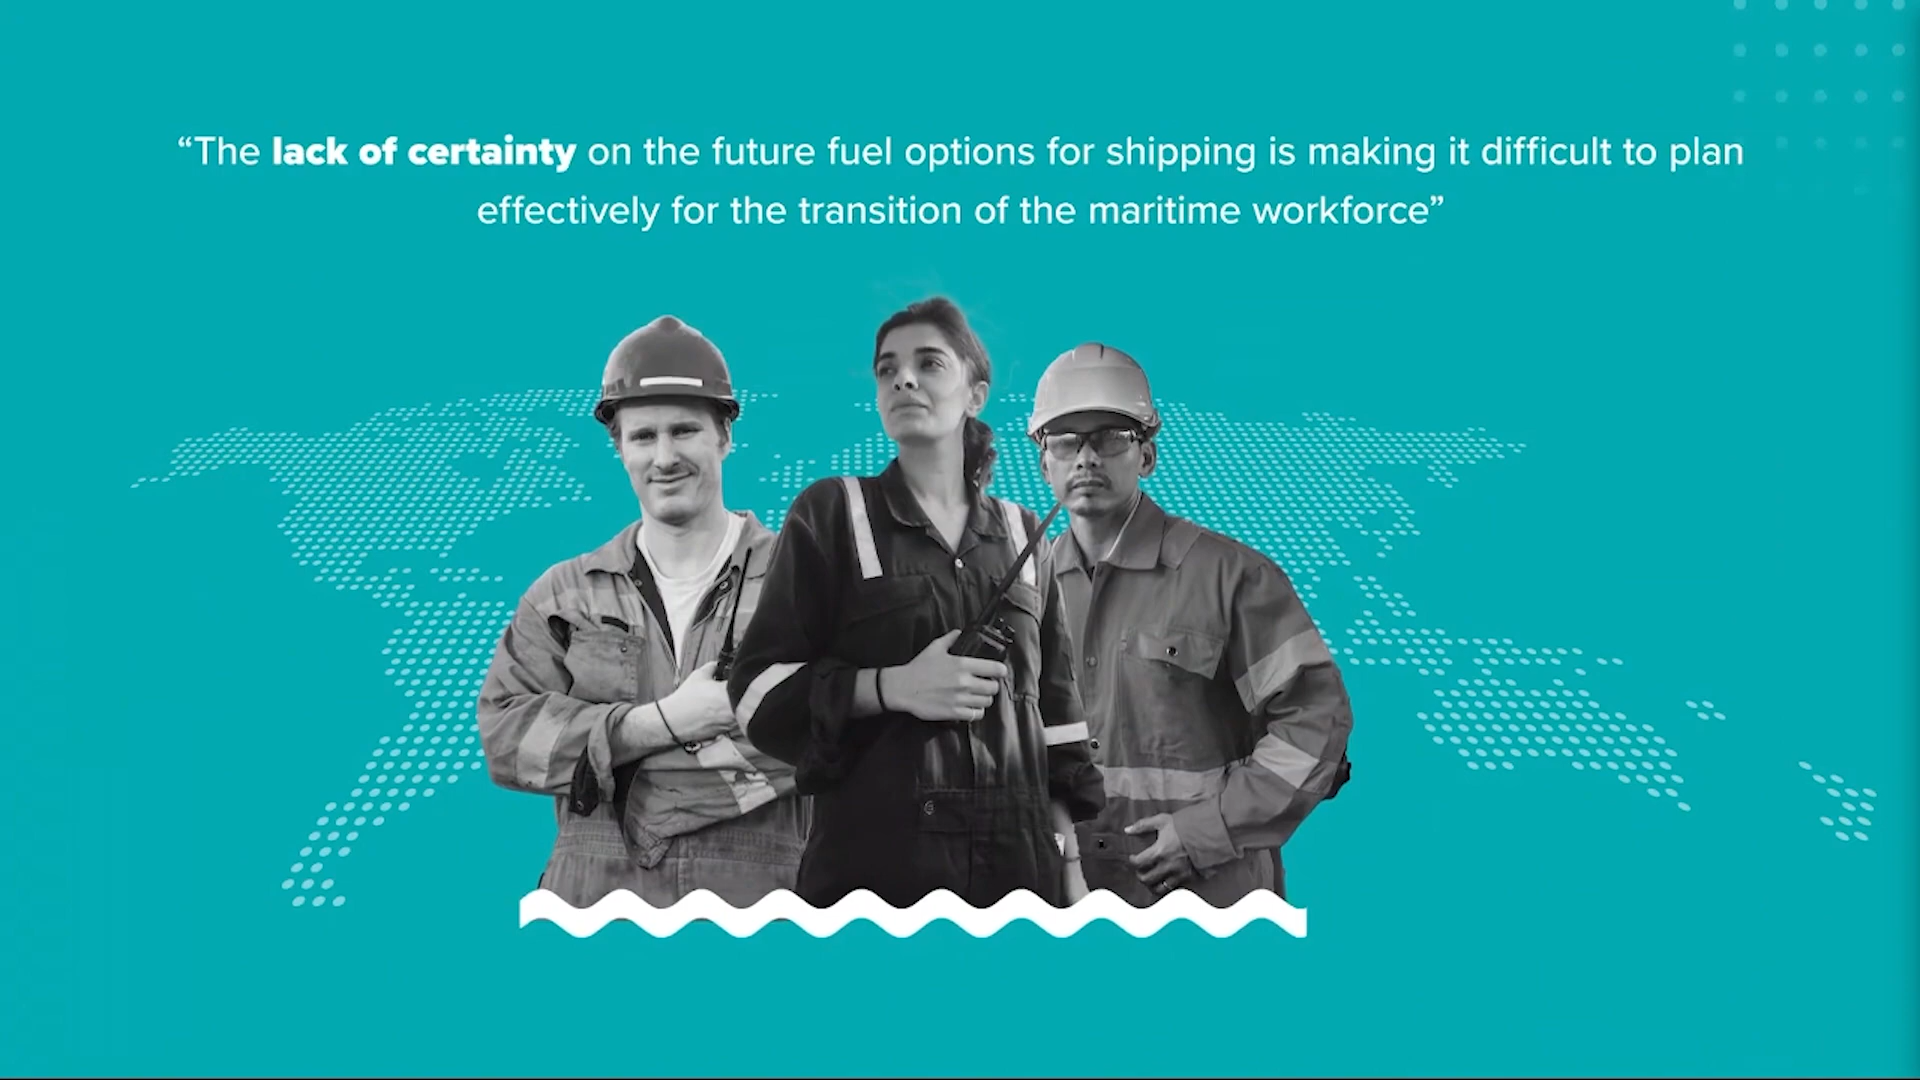 “The lack of certainty on the future fuel options for shipping is making it difficult to plan
effectively for the transition of the maritime workforce”